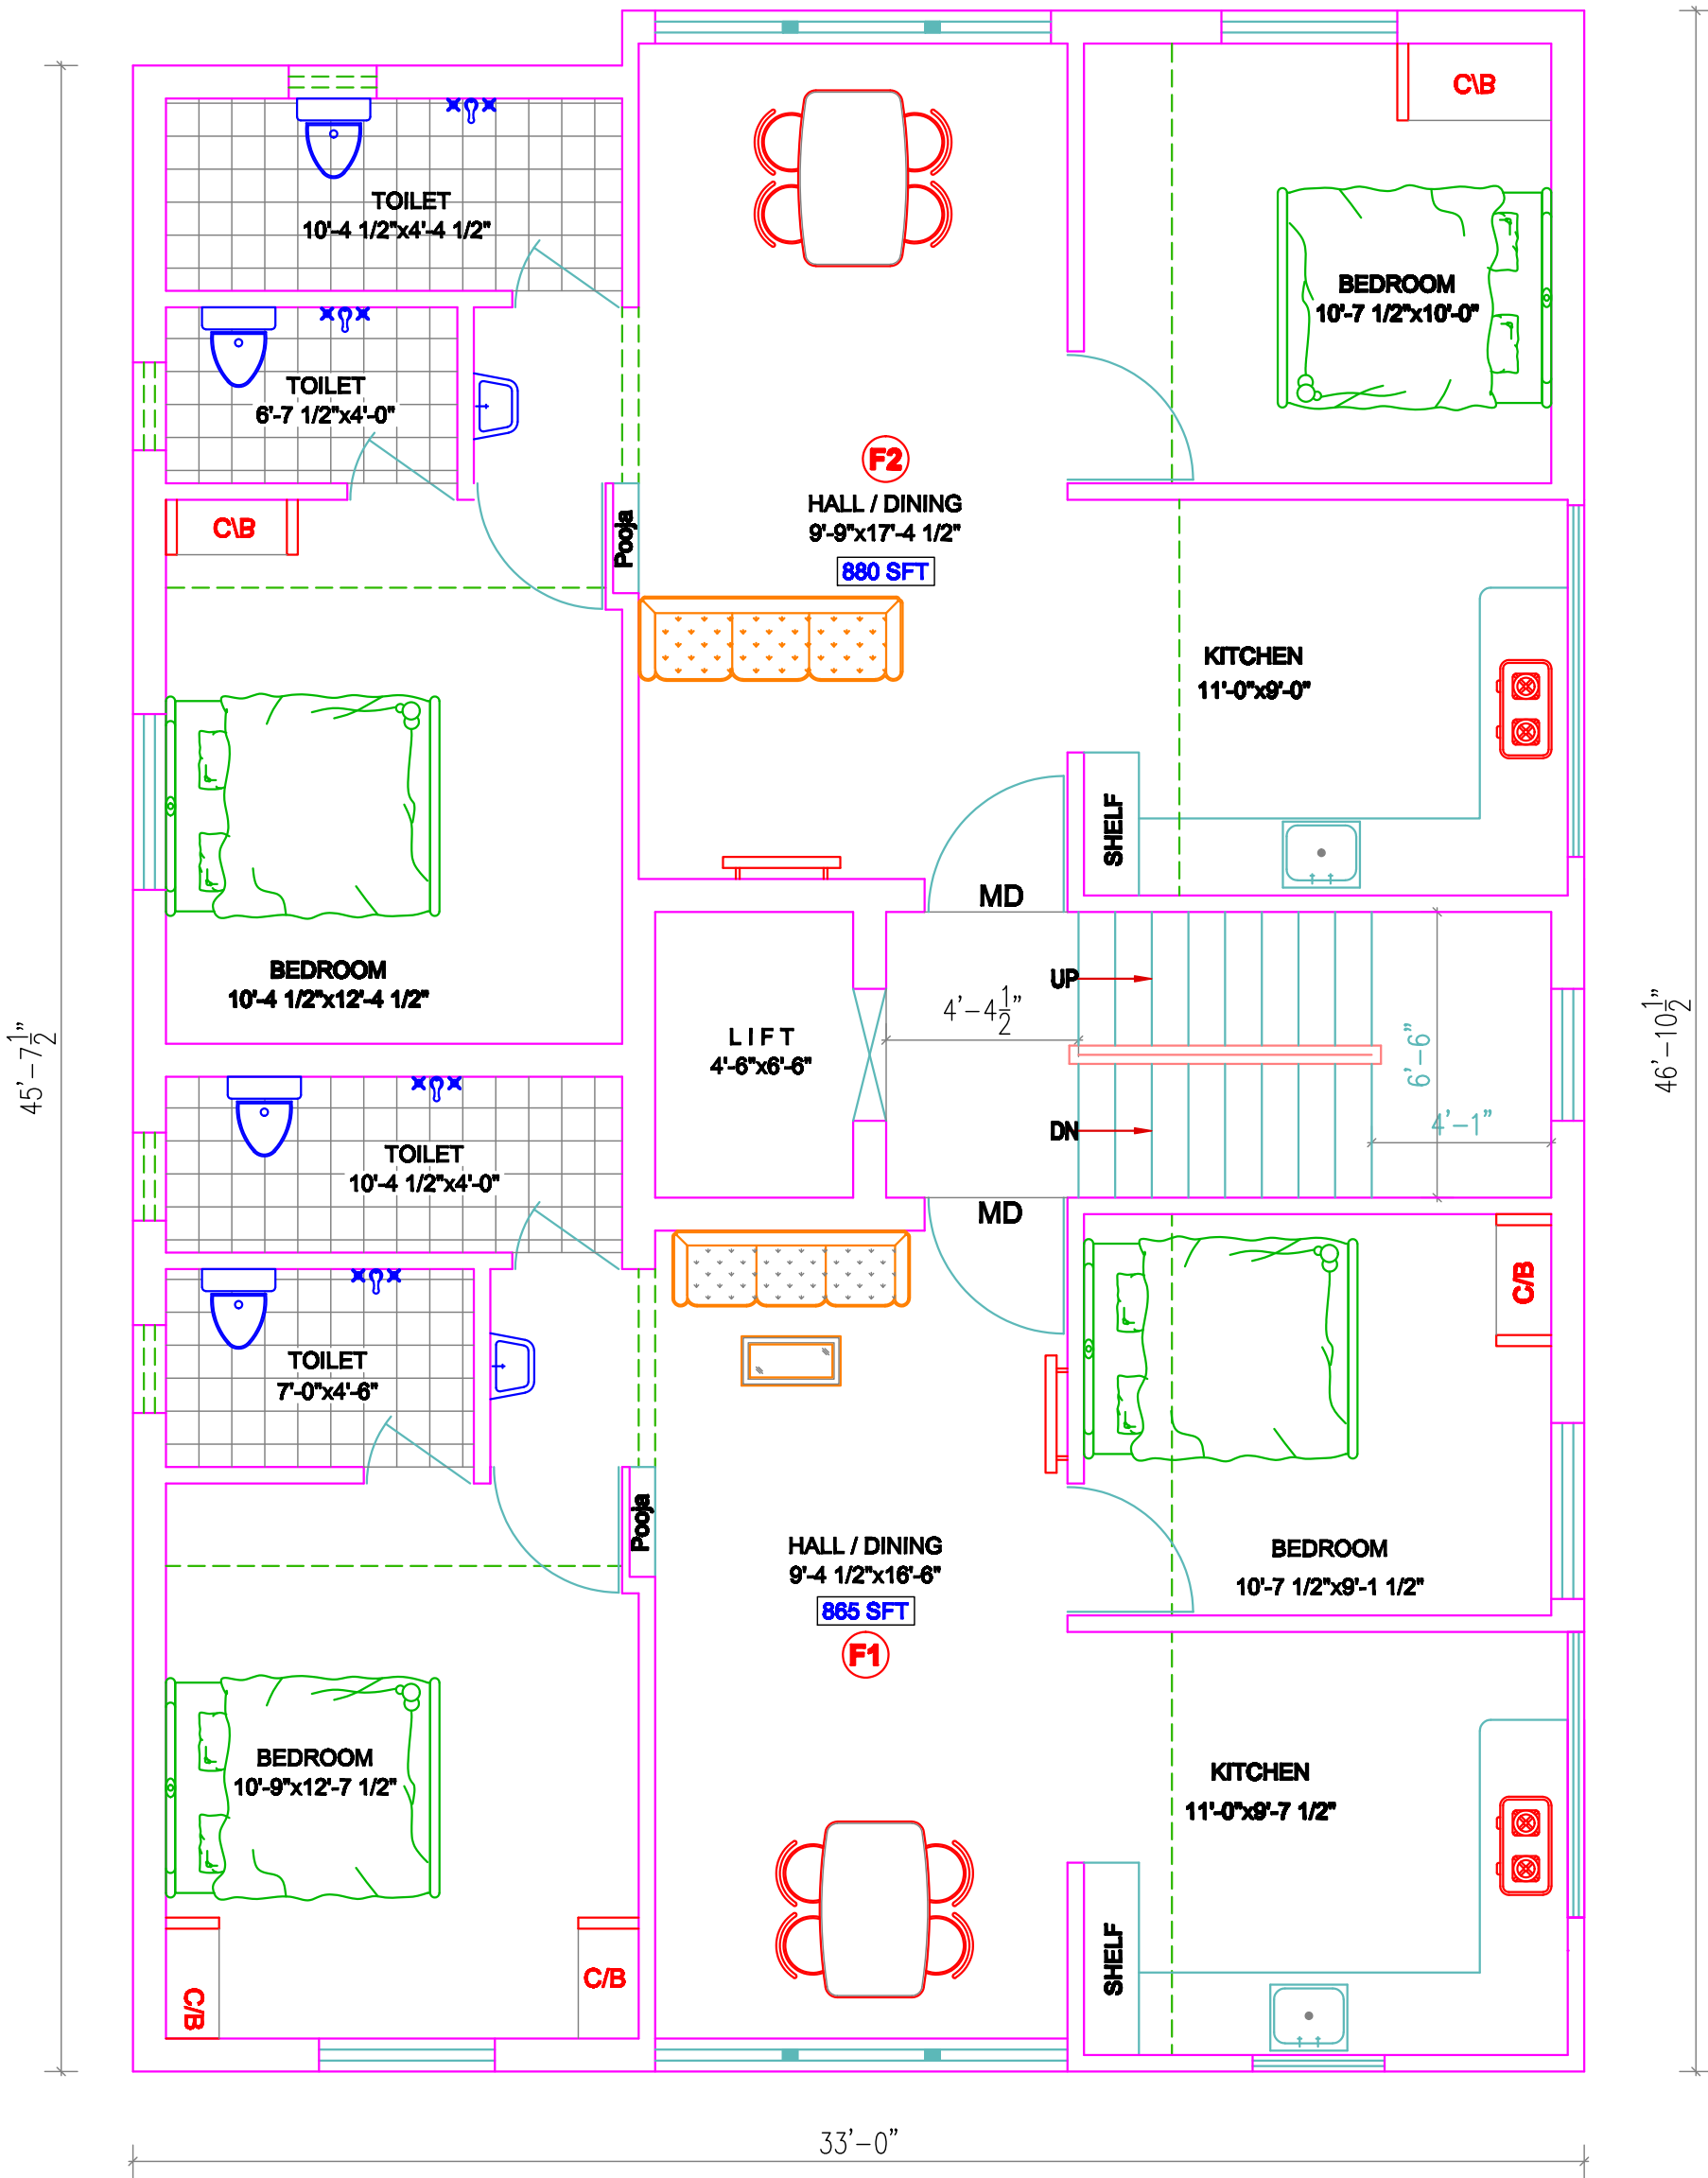 C\B
TOILET
10'-4 1/2"x4'-4 1/2"
BEDROOM
10'-7 1/2"x10'-0"
TOILET
6'-7 1/2"x4'-0"
F2
HALL / DINING
9'-9"x17'-4 1/2"
880 SFT
C\B
Pooja
KITCHEN
11'-0"x9'-0"
SHELF
MD
BEDROOM
10'-4 1/2"x12'-4 1/2"
UP
4'-4 1/2"
LIFT
4'-6"x6'-6"
6'-6"
45'-7 1/2"
46'-10 1/2"
DN
4'-1"
TOILET
10'-4 1/2"x4'-0"
MD
C/B
TOILET
7'-0"x4'-6"
Pooja
HALL / DINING
9'-4 1/2"x16'-6"
865 SFT
F1
BEDROOM
10'-7 1/2"x9'-1 1/2"
BEDROOM
10'-9"x12'-7 1/2"
KITCHEN
11'-0"x9'-7 1/2"
SHELF
C/B
C/B
33'-0"